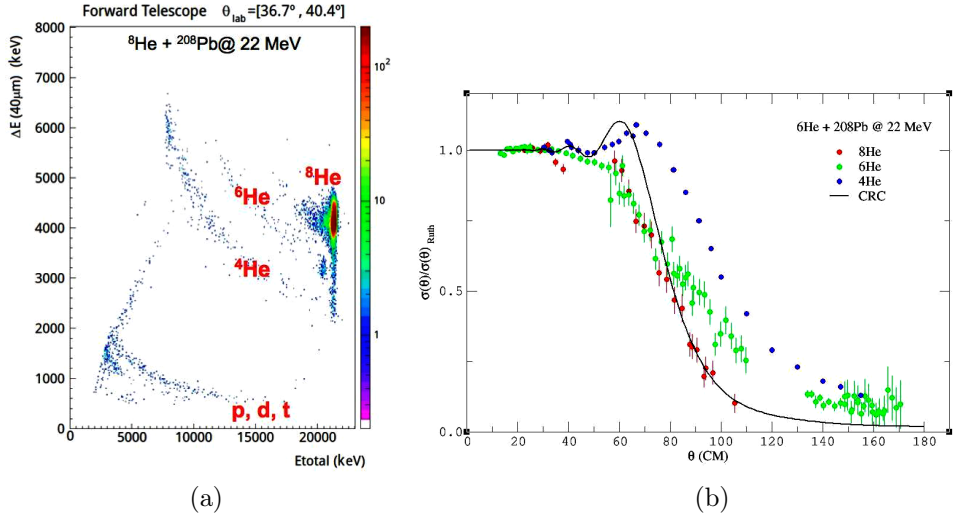 Forward Telescope θlab=[36.7° , 40.4°]
⁸He + ²⁰⁸Pb@ 22 MeV
ΔE (40μm) (keV)
8000
7000
6000
5000
4000
3000
2000
1000
0
⁸He
⁶He
⁴He
p, d, t
0 5000 10000 15000 20000
Etotal (keV)
10²
10
1
(a)
6He + 208Pb @ 22 MeV
8He
6He
4He
CRC
σ(θ)/σ(θ)Ruth
1.0
0.5
0.0
0 20 40 60 80 100 120 140 160 180
θ (CM)
(b)